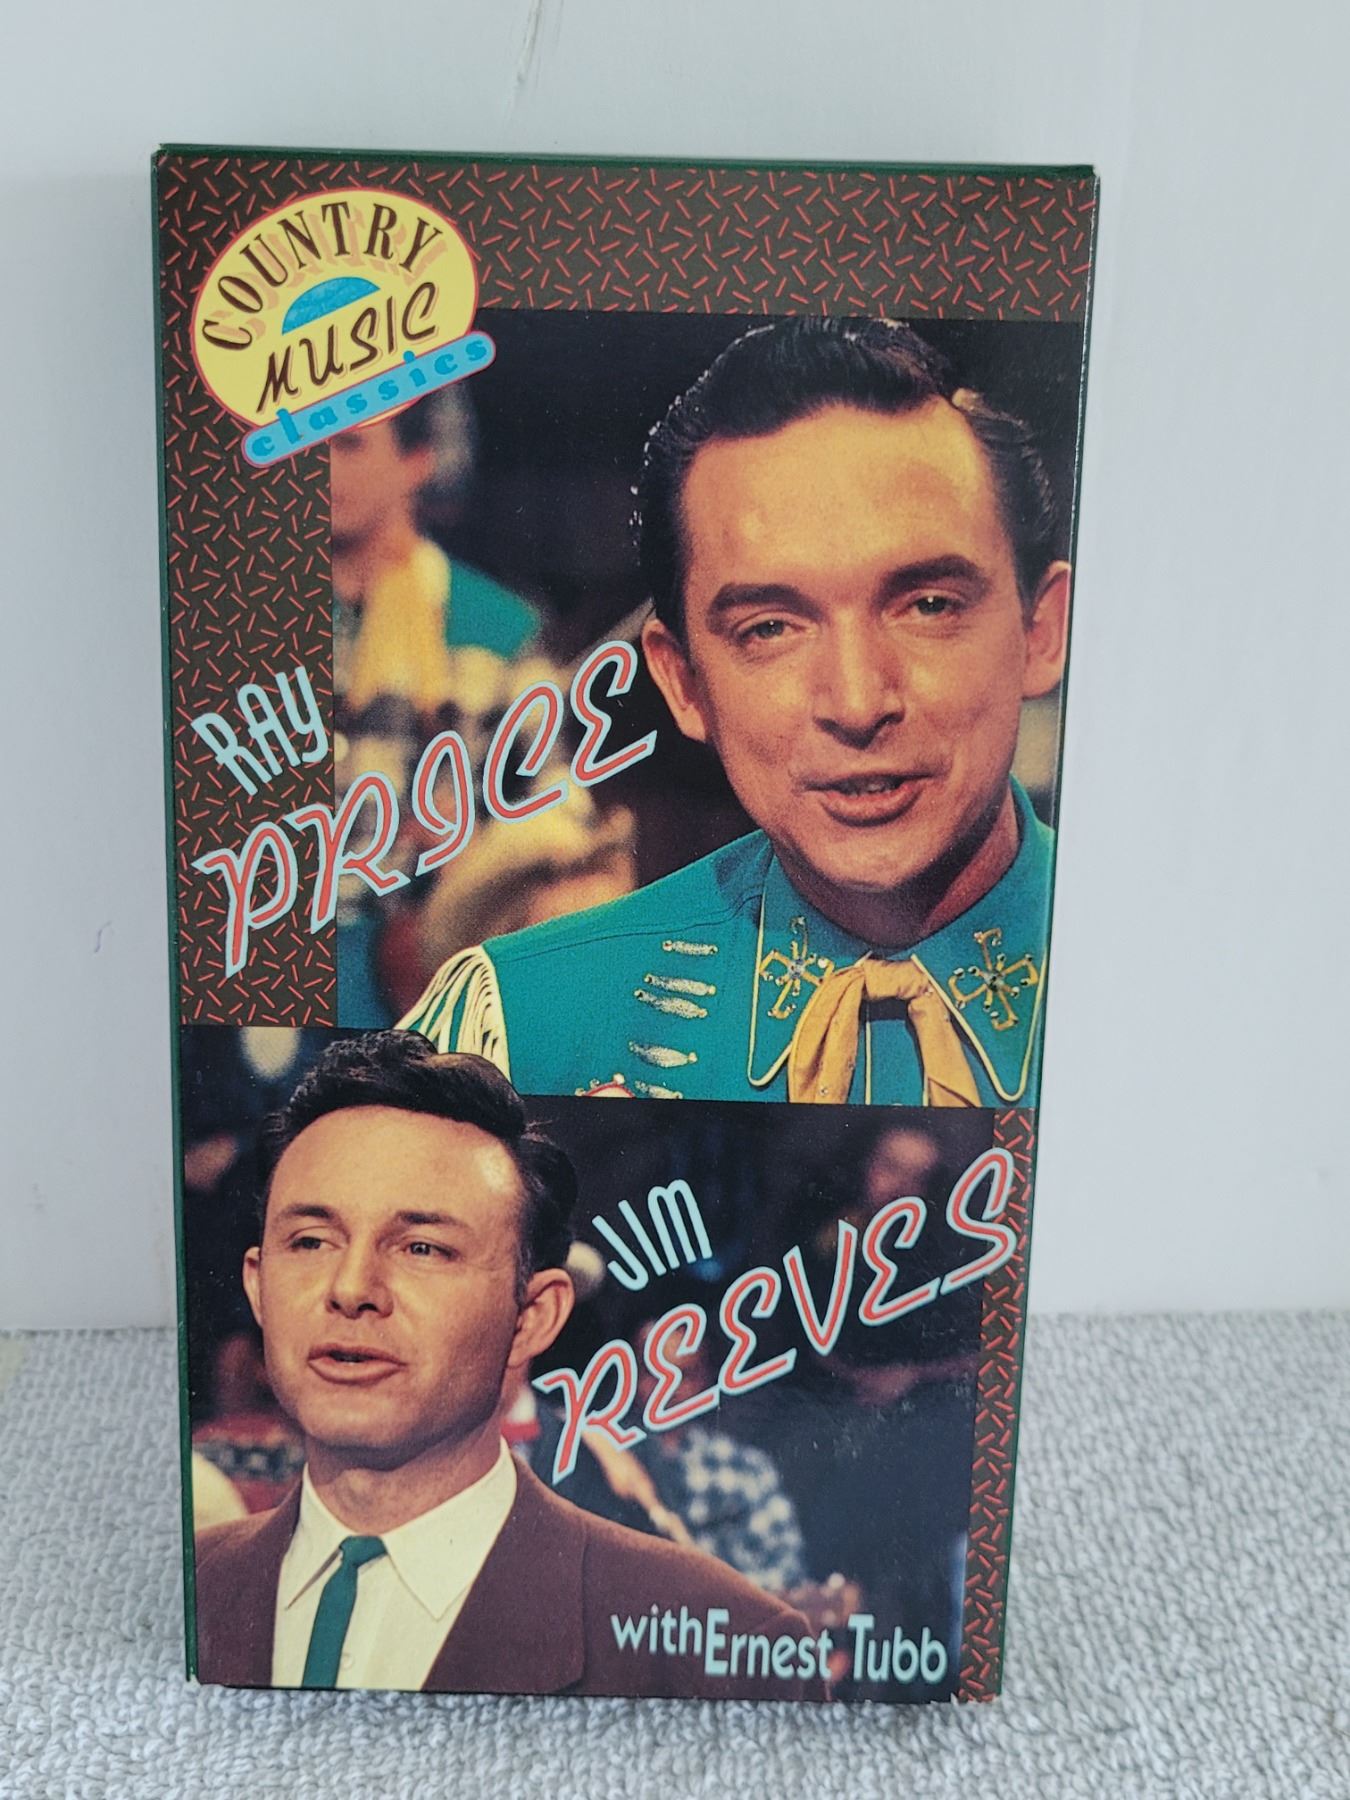 COUNTRY
MUSIC
classics
RAY
PRICE
JIM
REEVES
with Ernest Tubb